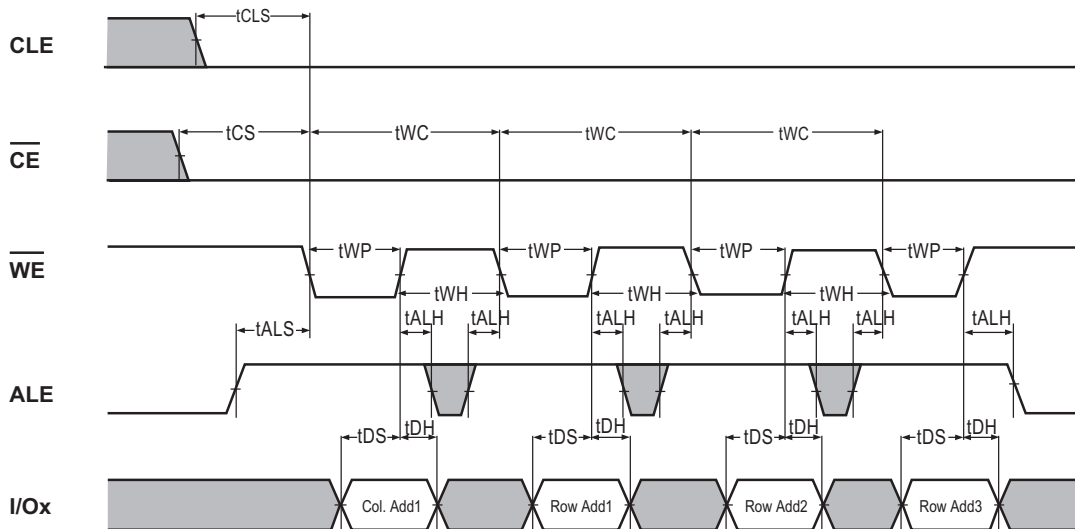 tCLS
CLE
tCS tWC tWC tWC
CE
tWP tWP tWP tWP
WE
tWH tWH tWH
tALS tALH tALH tALH tALH tALH tALH tALH
ALE
tDS tDH tDS tDH tDS tDH tDS tDH
I/Ox Col. Add1 Row Add1 Row Add2 Row Add3